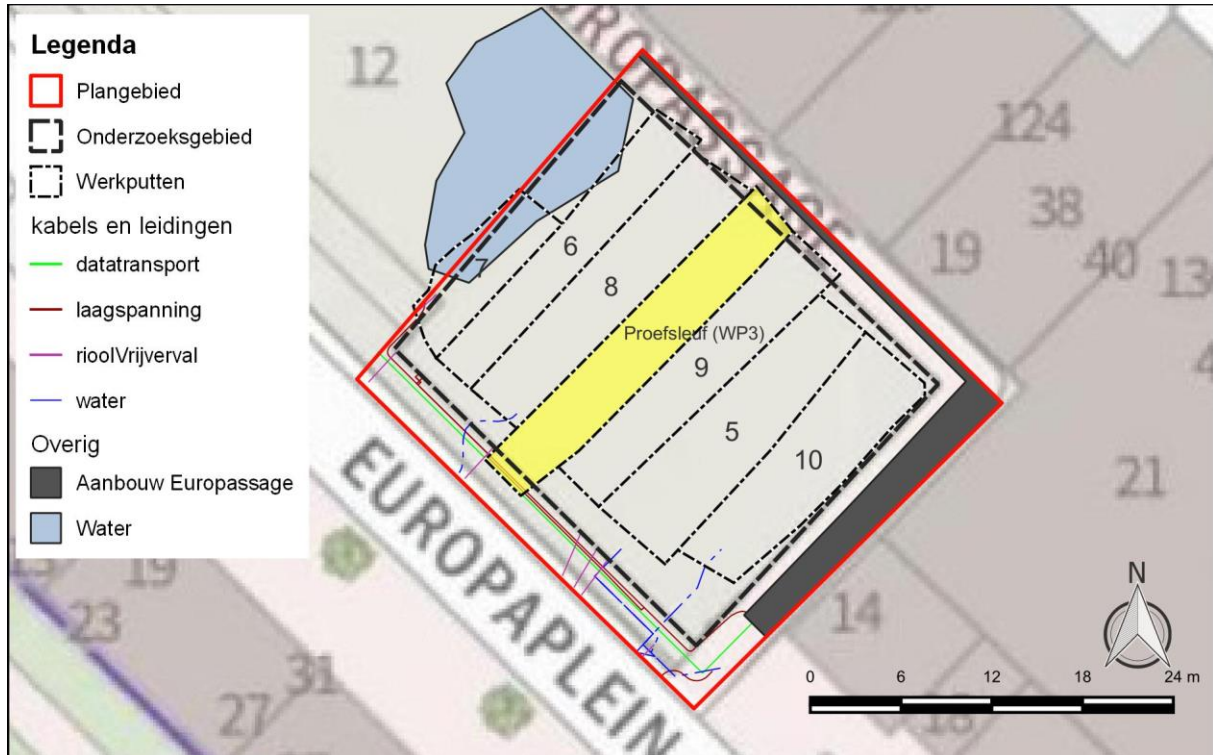 Legenda
Plangebied
Onderzoeksgebied
Werkputten
kabels en leidingen
datatransport
laagspanning
rioolVrijverval
water
Overig
Aanbouw Europassage
Water
12
EUROPASSAGE
124
38
19
40
6
7
8
Proefsleuf (WP3)
9
5
10
21
EUROPAPLEIN
14
18
19
23
31
27
N
0 6 12 18 24 m